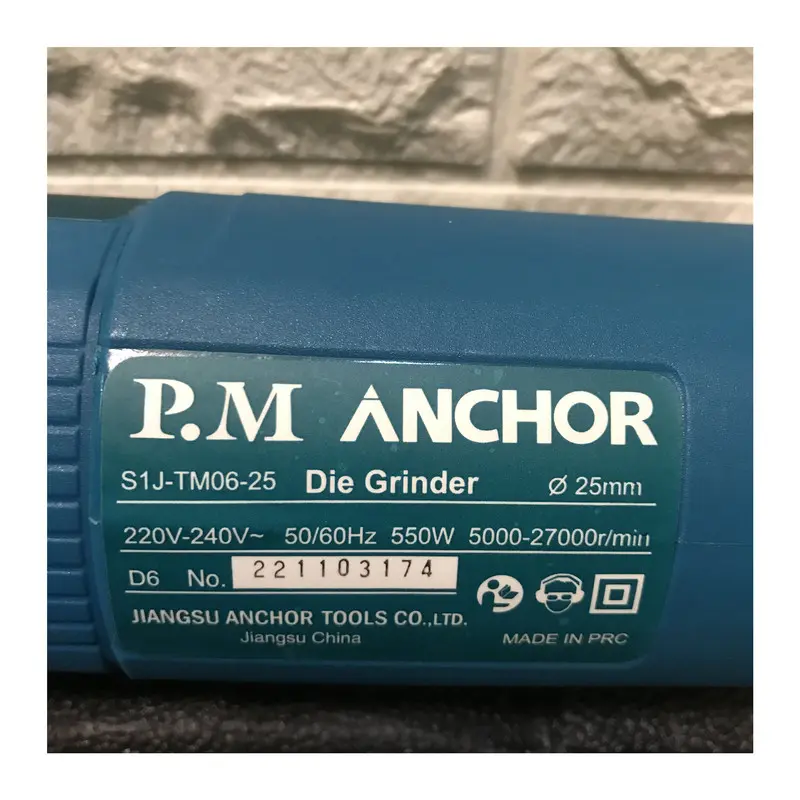 P.M ANCHOR
S1J-TM06-25 Die Grinder Ø 25mm
220V-240V~ 50/60Hz 550W 5000-27000r/min
D6 No. 221103174
JIANGSU ANCHOR TOOLS CO.,LTD.
Jiangsu China MADE IN PRC